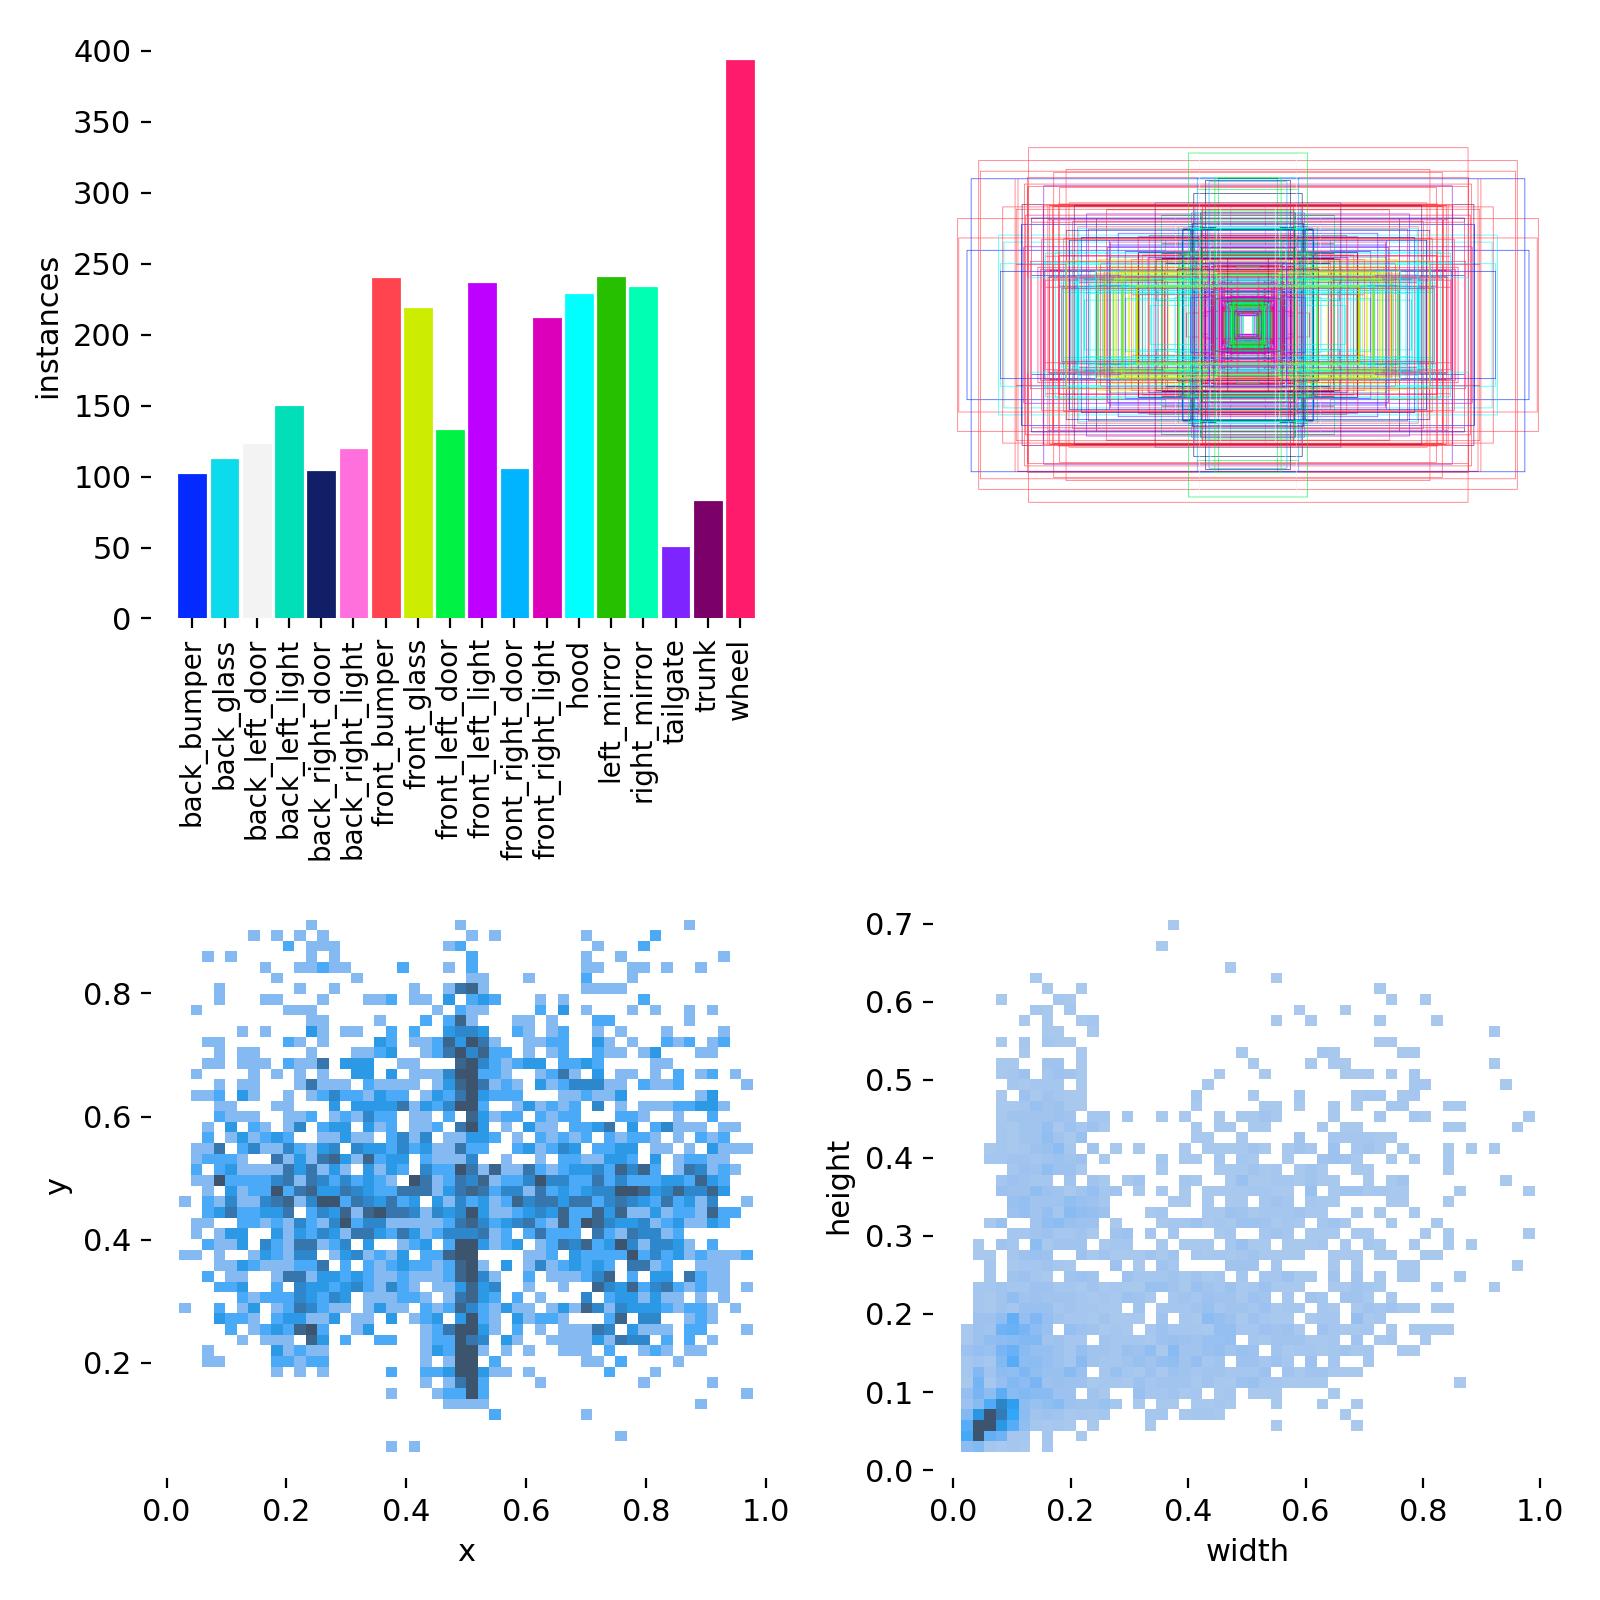 400
350
300
250
200
150
100
50
0
instances
back_bumper
back_glass
back_left_door
back_left_light
back_right_door
back_right_light
front_bumper
front_glass
front_left_door
front_left_light
front_right_door
front_right_light
hood
left_mirror
right_mirror
tailgate
trunk
wheel
0.8
0.6
0.4
0.2
y
0.0 0.2 0.4 0.6 0.8 1.0
x
0.7
0.6
0.5
0.4
0.3
0.2
0.1
0.0
height
0.0 0.2 0.4 0.6 0.8 1.0
width